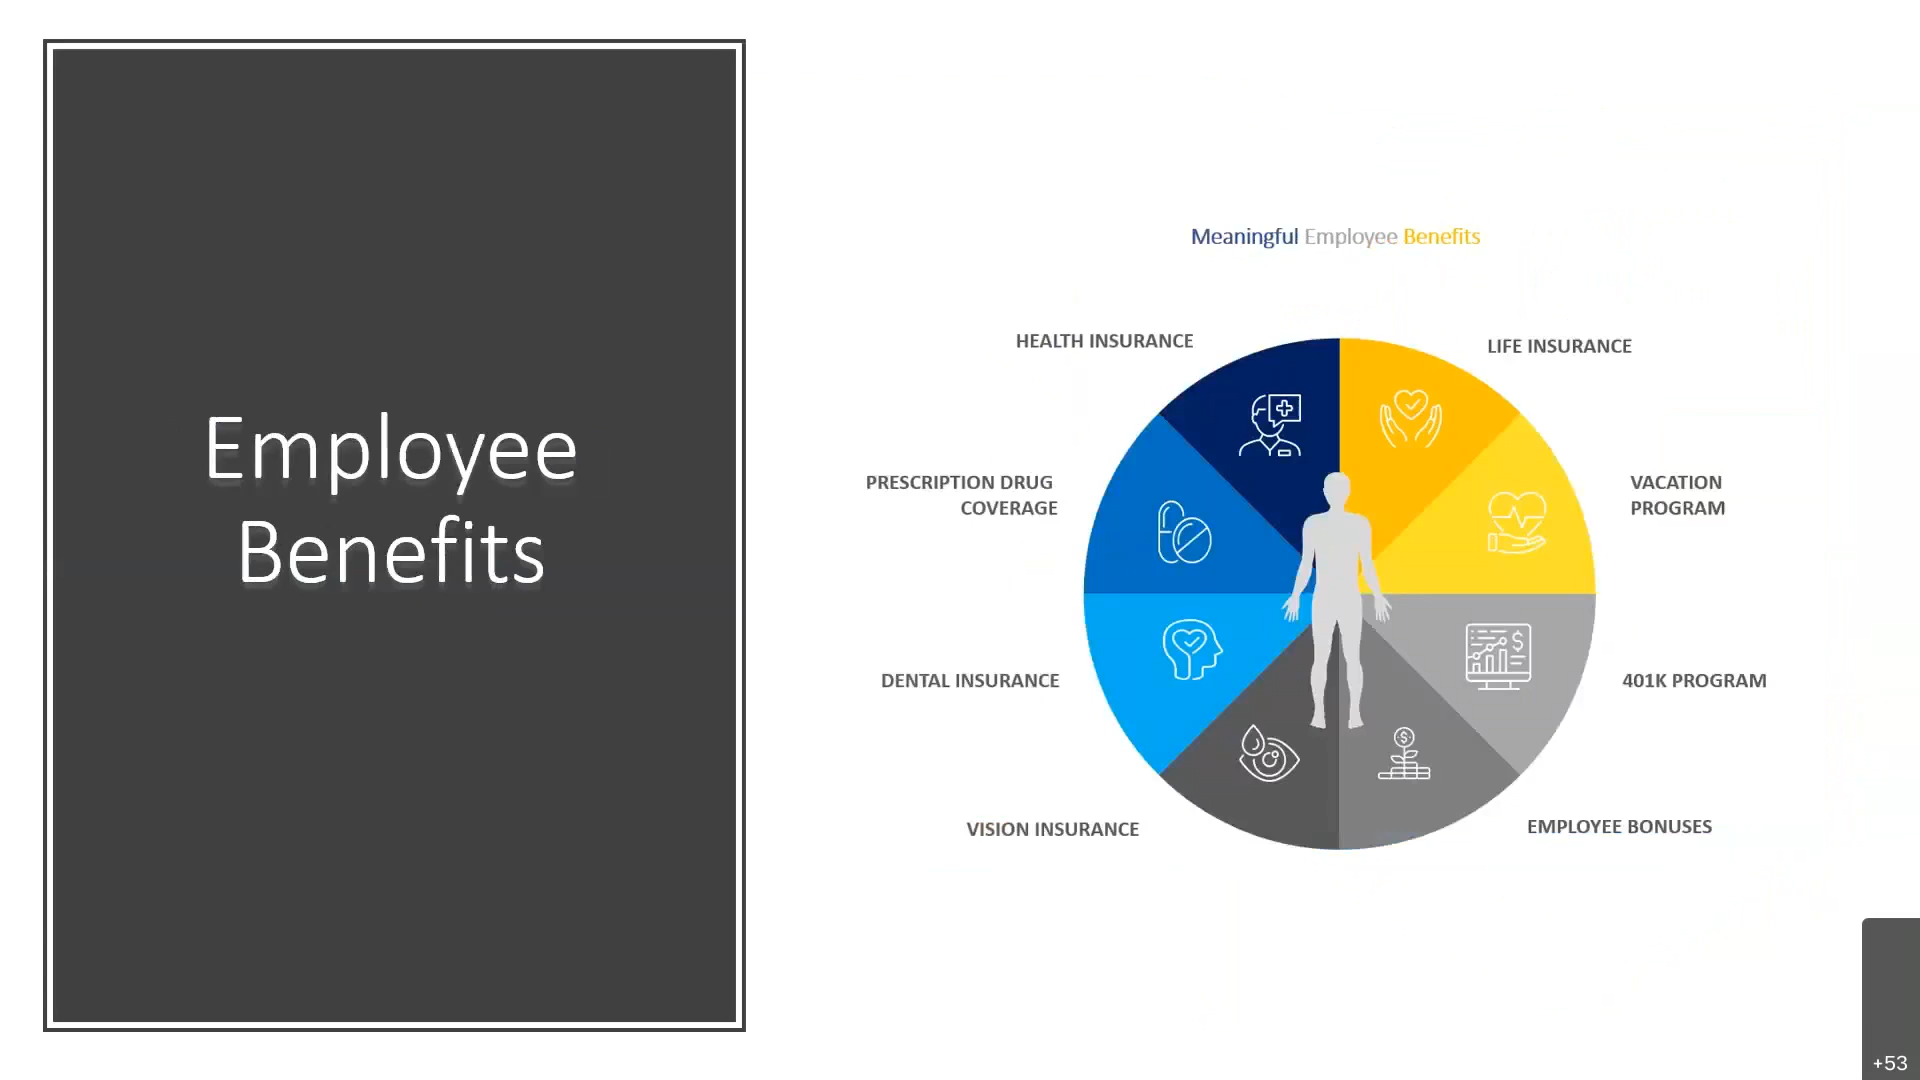 Employee
Benefits
Meaningful Employee Benefits
HEALTH INSURANCE
LIFE INSURANCE
PRESCRIPTION DRUG
COVERAGE
VACATION
PROGRAM
DENTAL INSURANCE
401K PROGRAM
VISION INSURANCE
EMPLOYEE BONUSES
+53